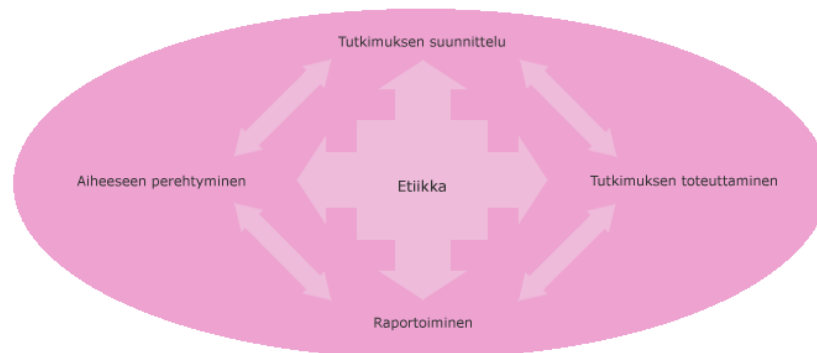 Tutkimuksen suunnittelu
Aiheeseen perehtyminen
Etiikka
Tutkimuksen toteuttaminen
Raportoiminen